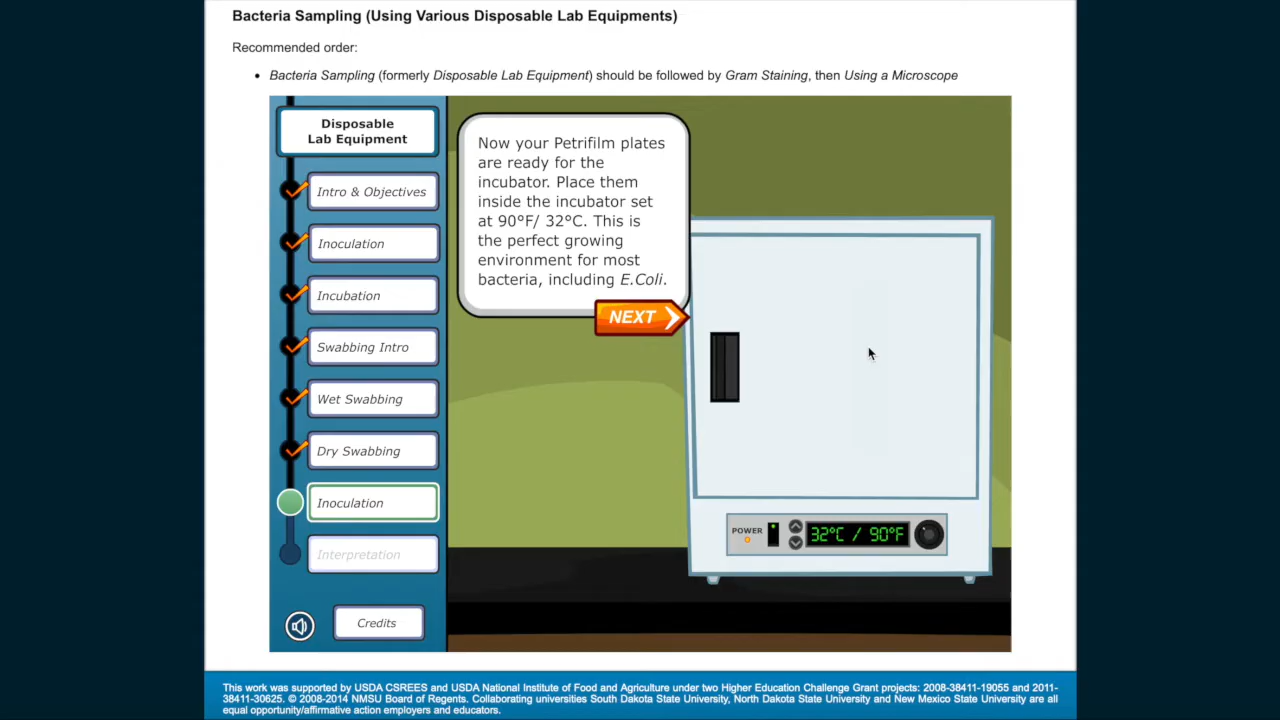 Bacteria Sampling (Using Various Disposable Lab Equipments)
Recommended order:
• Bacteria Sampling (formerly Disposable Lab Equipment) should be followed by Gram Staining, then Using a Microscope
Disposable
Lab Equipment
Intro & Objectives
Inoculation
Incubation
Swabbing Intro
Wet Swabbing
Dry Swabbing
Inoculation
Interpretation
Credits
Now your Petrifilm plates
are ready for the
incubator. Place them
inside the incubator set
at 90°F/ 32°C. This is
the perfect growing
environment for most
bacteria, including E.Coli.
NEXT
POWER
32°C / 90°F
This work was supported by USDA CSREES and USDA National Institute of Food and Agriculture under two Higher Education Challenge Grant projects: 2008-38411-19055 and 2011-
38411-30625. © 2008-2014 NMSU Board of Regents. Collaborating universities South Dakota State University, North Dakota State University and New Mexico State University are all
equal opportunity/affirmative action employers and educators.